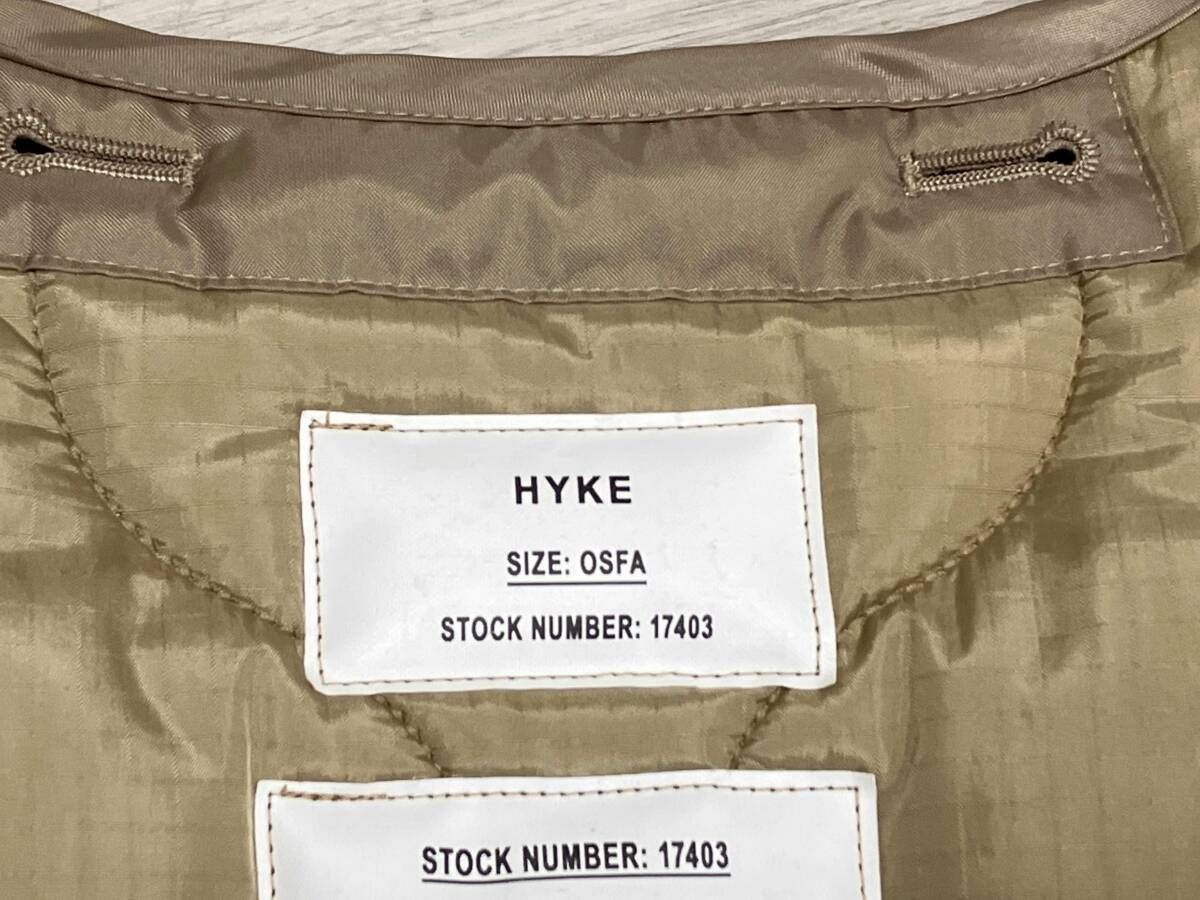 HYKE
SIZE: OSFA
STOCK NUMBER: 17403
STOCK NUMBER: 17403